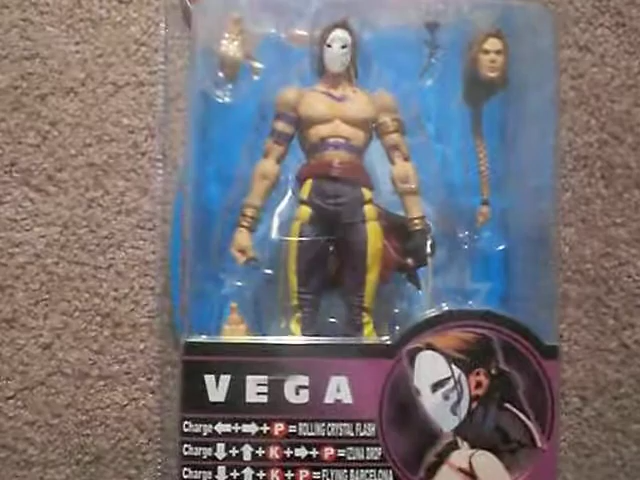 VEGA
Charge ←+→+P=ROLLING CRYSTAL FLASH
Charge ↓+↑+K+→+P=IZUNA DROP
Charge ↓+↑+K+P=FLYING BARCELONA